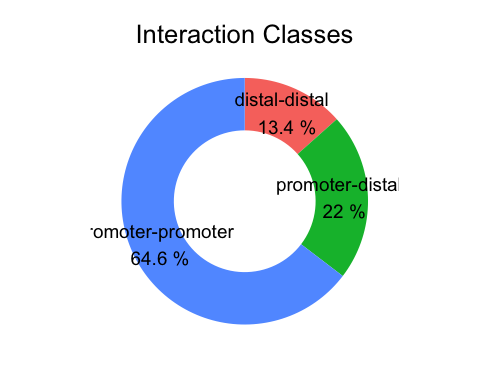 Interaction Classes
distal-distal
13.4 %
promoter-distal
22 %
romoter-promoter
64.6 %